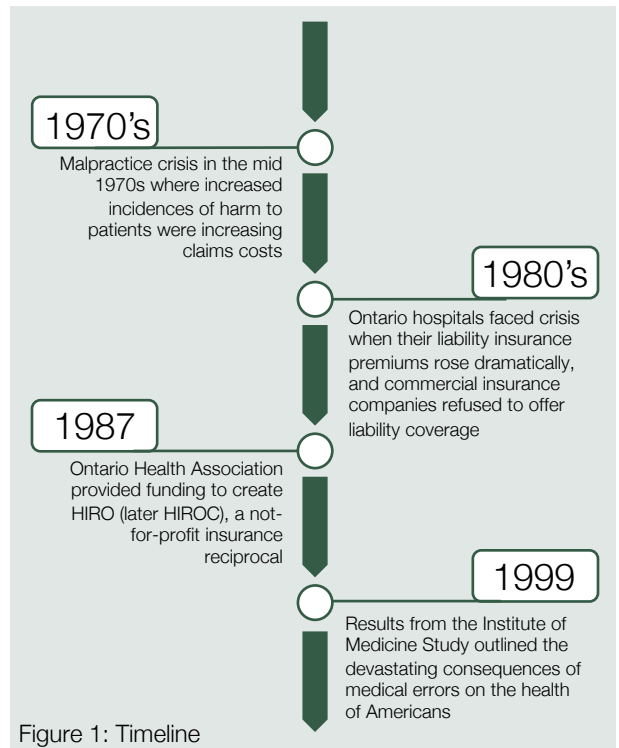 1970’s
Malpractice crisis in the mid
1970s where increased
incidences of harm to
patients were increasing
claims costs
1980’s
Ontario hospitals faced crisis
when their liability insurance
premiums rose dramatically,
and commercial insurance
companies refused to offer
liability coverage
1987
Ontario Health Association
provided funding to create
HIRO (later HIROC), a not-
for-profit insurance
reciprocal
1999
Results from the Institute of
Medicine Study outlined the
devastating consequences of
medical errors on the health
of Americans
Figure 1: Timeline